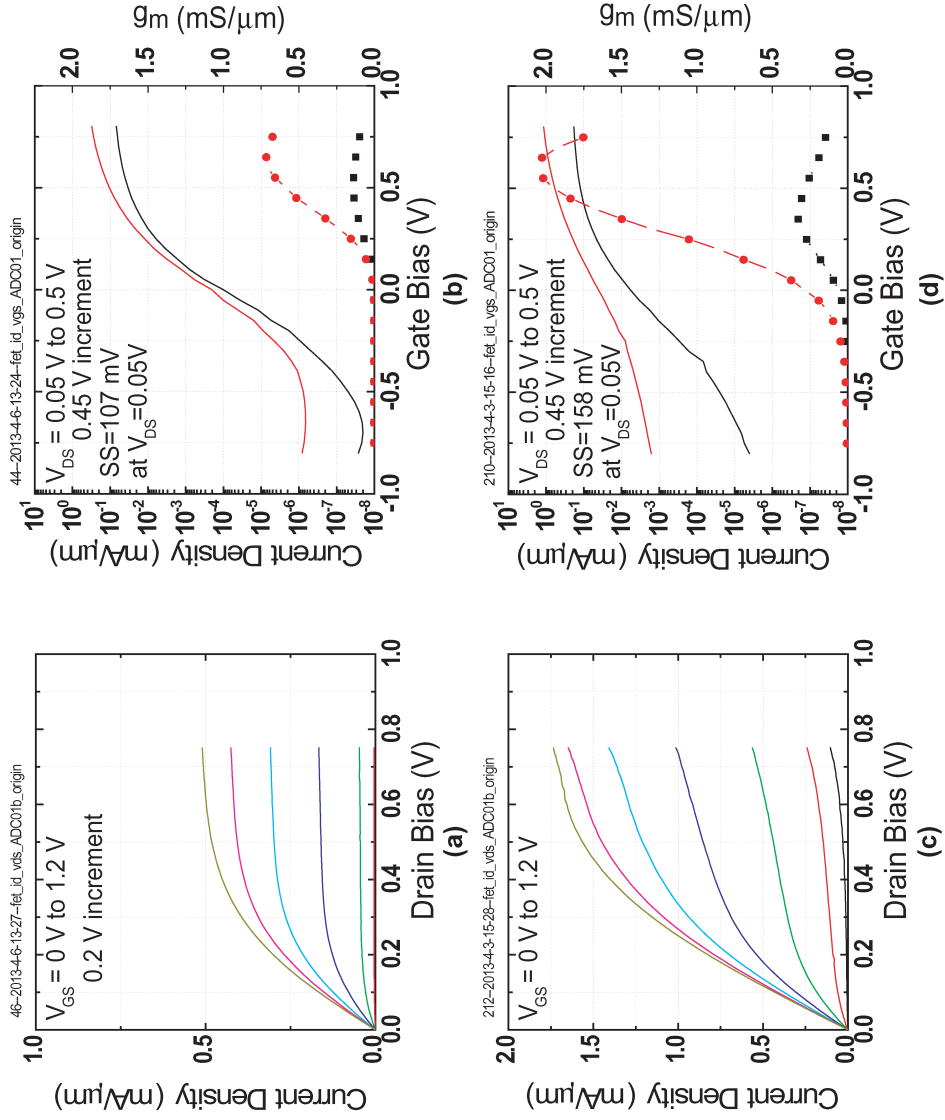 46–2013-4-6-13-27–fet_id_vds_ADC01b_origin
V_GS = 0 V to 1.2 V
0.2 V increment
Current Density (mA/μm)
1.0
0.5
0.0
0.0 0.2 0.4 0.6 0.8 1.0
Drain Bias (V)
(a)
44–2013-4-6-13-24–fet_id_vgs_ADC01_origin
V_DS = 0.05 V to 0.5 V
0.45 V increment
SS=107 mV
at V_DS=0.05V
Current Density (mA/μm)
10^1
10^0
10^-1
10^-2
10^-3
10^-4
10^-5
10^-6
10^-7
10^-8
g_m (mS/μm)
2.0
1.5
1.0
0.5
0.0
-1.0 -0.5 0.0 0.5 1.0
Gate Bias (V)
(b)
212–2013-4-3-15-28–fet_id_vds_ADC01b_origin
V_GS = 0 V to 1.2 V
Current Density (mA/μm)
2.0
1.5
1.0
0.5
0.0
0.0 0.2 0.4 0.6 0.8 1.0
Drain Bias (V)
(c)
210–2013-4-3-15-16–fet_id_vgs_ADC01_origin
V_DS = 0.05 V to 0.5 V
0.45 V increment
SS=158 mV
at V_DS=0.05V
Current Density (mA/μm)
10^1
10^0
10^-1
10^-2
10^-3
10^-4
10^-5
10^-6
10^-7
10^-8
g_m (mS/μm)
2.0
1.5
1.0
0.5
0.0
-1.0 -0.5 0.0 0.5 1.0
Gate Bias (V)
(d)